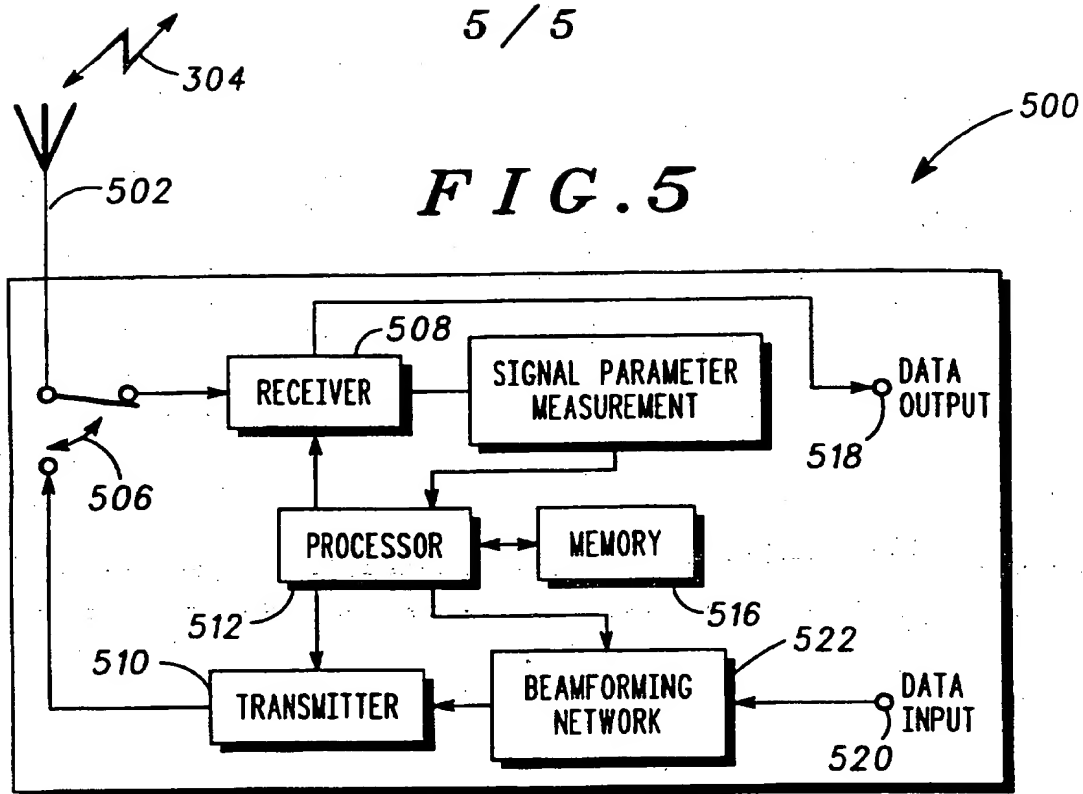 5/5
304
500
502
FIG.5
508
RECEIVER
SIGNAL PARAMETER
MEASUREMENT
DATA
OUTPUT
518
506
PROCESSOR
MEMORY
512
516
510
522
TRANSMITTER
BEAMFORMING
NETWORK
DATA
INPUT
520